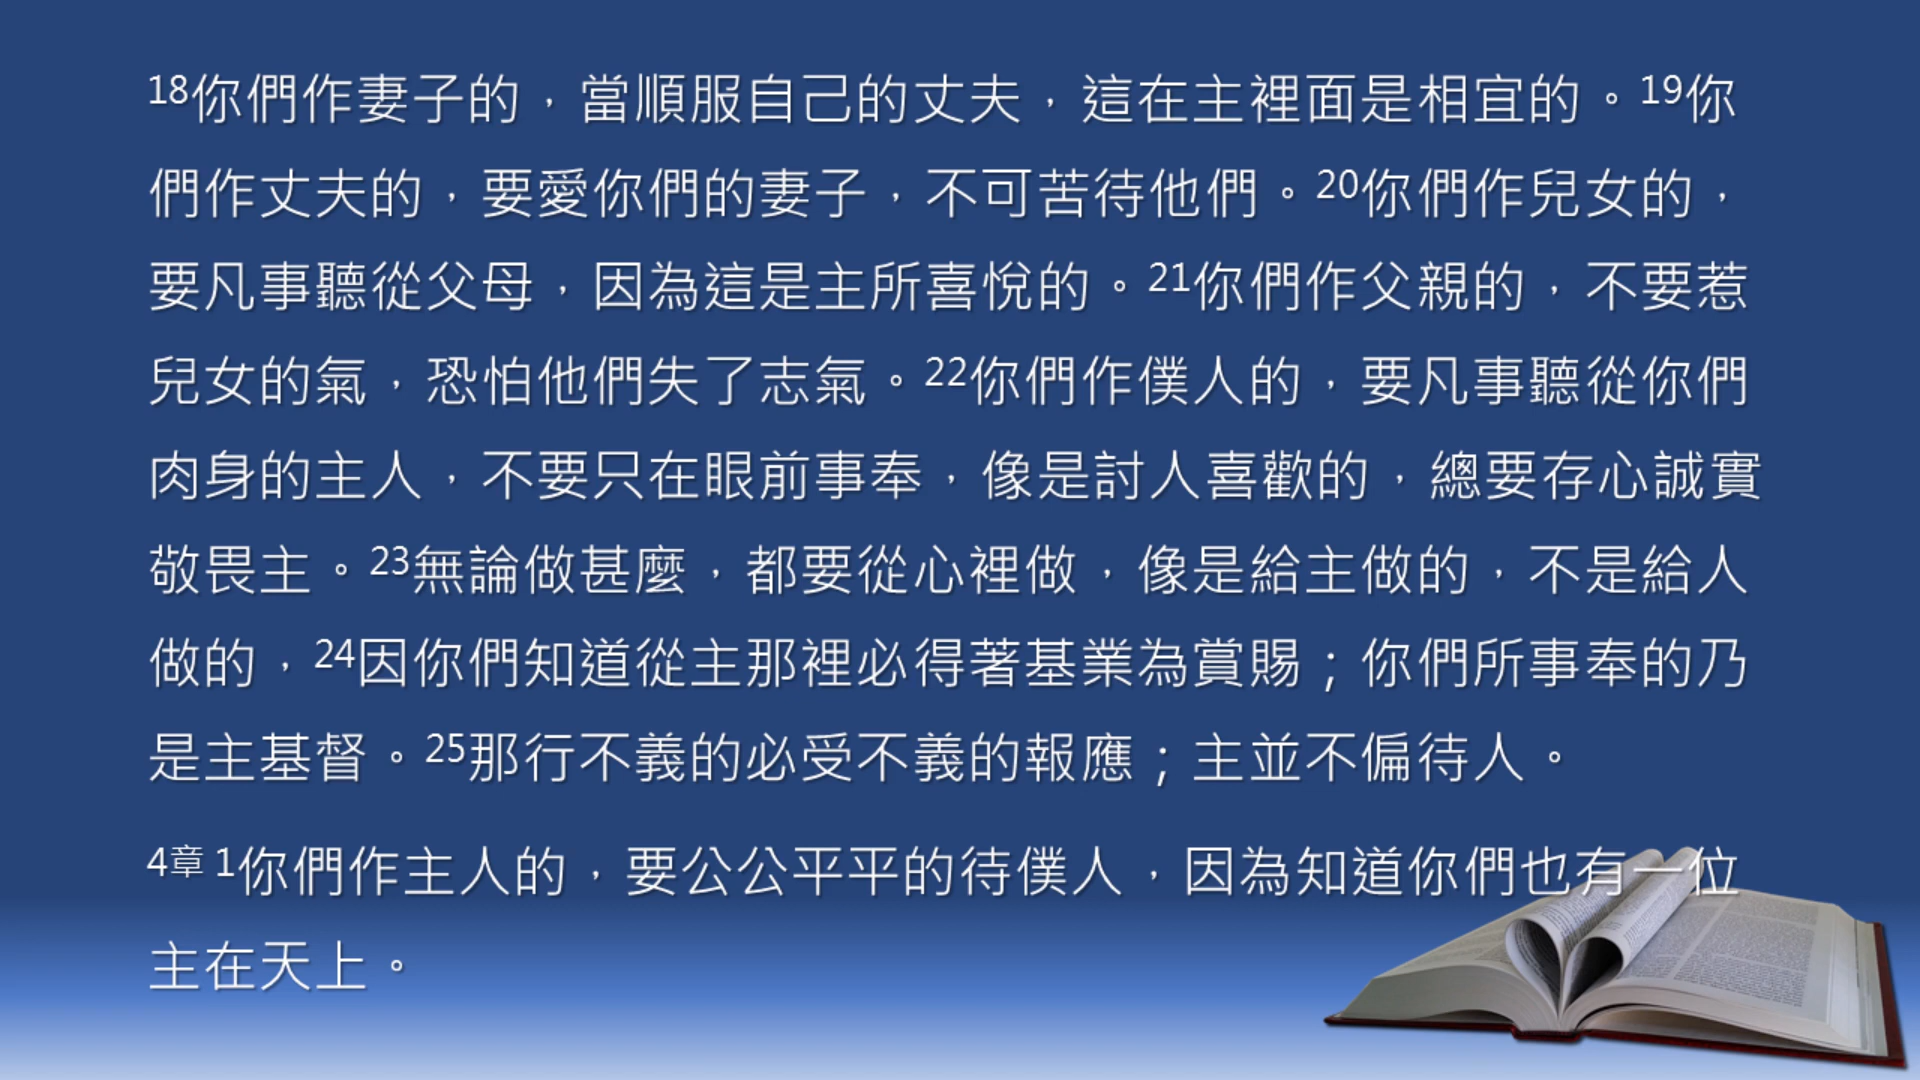 18你們作妻子的，當順服自己的丈夫，這在主裡面是相宜的。19你
們作丈夫的，要愛你們的妻子，不可苦待他們。20你們作兒女的，
要凡事聽從父母，因為這是主所喜悅的。21你們作父親的，不要惹
兒女的氣，恐怕他們失了志氣。22你們作僕人的，要凡事聽從你們
肉身的主人，不要只在眼前事奉，像是討人喜歡的，總要存心誠實
敬畏主。23無論做甚麼，都要從心裡做，像是給主做的，不是給人
做的，24因你們知道從主那裡必得著基業為賞賜；你們所事奉的乃
是主基督。25那行不義的必受不義的報應；主並不偏待人。
4章 1你們作主人的，要公公平平的待僕人，因為知道你們也有一位
主在天上。